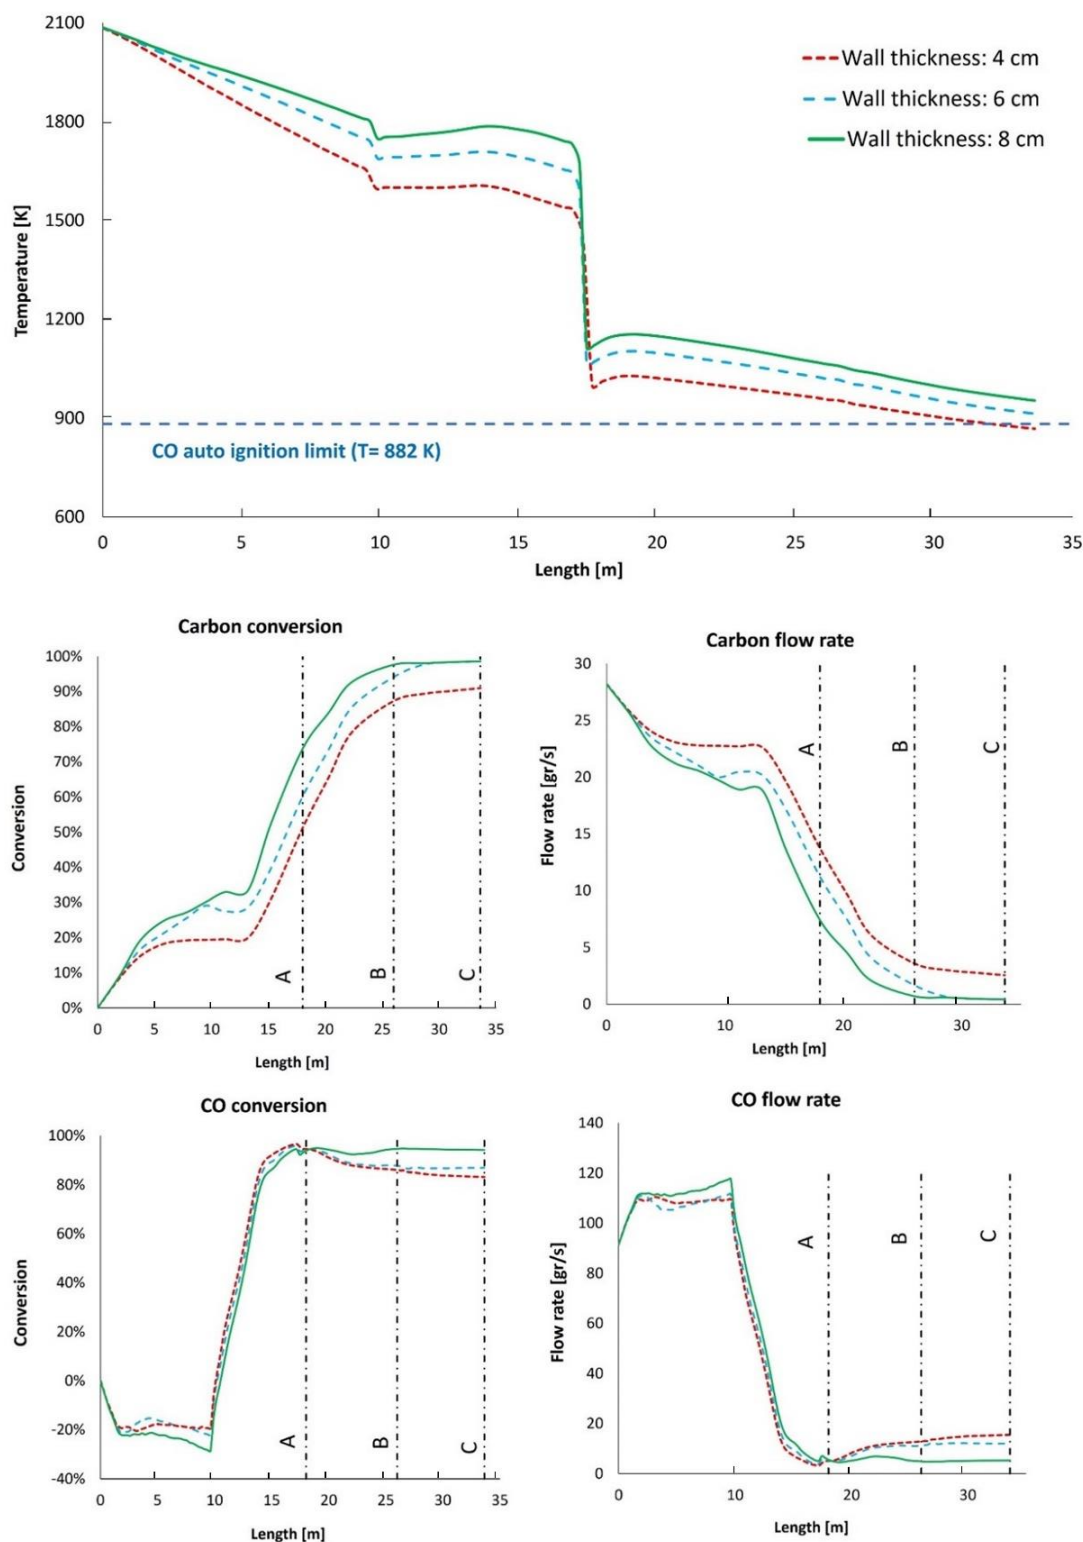 2100
1800
1500
1200
900
600
Temperature [K]
Wall thickness: 4 cm
Wall thickness: 6 cm
Wall thickness: 8 cm
CO auto ignition limit (T= 882 K)
0 5 10 15 20 25 30 35
Length [m]
Carbon conversion
100%
90%
80%
70%
60%
50%
40%
30%
20%
10%
0%
Conversion
A B C
0 5 10 15 20 25 30 35
Length [m]
Carbon flow rate
30
25
20
15
10
5
0
Flow rate [gr/s]
A B C
0 10 20 30
Length [m]
CO conversion
100%
80%
60%
40%
20%
0%
-20%
-40%
Conversion
A B C
0 5 10 15 20 25 30 35
Length [m]
CO flow rate
140
120
100
80
60
40
20
0
Flow rate [gr/s]
A B C
0 10 20 30
Length [m]